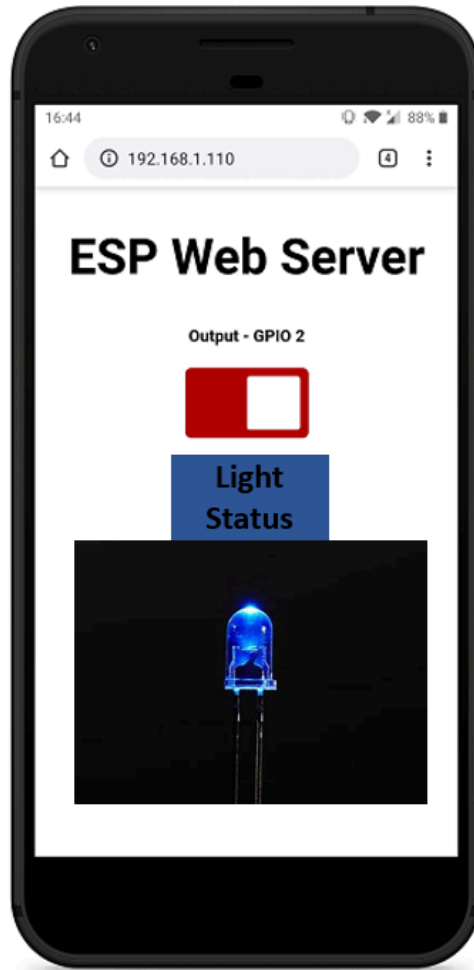 16:44 88%
192.168.1.110 4
ESP Web Server
Output - GPIO 2
Light
Status